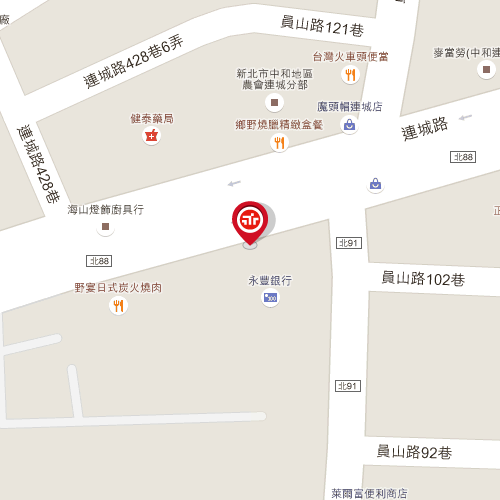 廠
員山路121巷
連城路428巷6弄
台灣火車頭便當
麥當勞(中和連
新北市中和地區
農會連城分部
魔頭帽連城店
健泰藥局
鄉野燒臘精緻盒餐
連城路
連城路428巷
北88
海山燈飾廚具行
正
北91
北88
員山路102巷
野宴日式炭火燒肉
永豐銀行
北91
員山路92巷
萊爾富便利商店